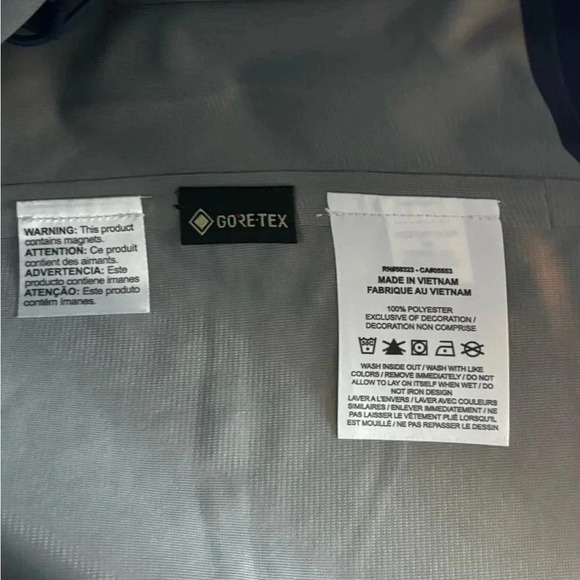 WARNING: This product
contains magnets.
ATTENTION: Ce produit
contient des aimants.
ADVERTENCIA: Este
producto contiene imanes
ATENÇÃO: Este produto
contém ímanes.
GORE-TEX
RN#56323 - CA#05553
MADE IN VIETNAM
FABRIQUE AU VIETNAM
100% POLYESTER
EXCLUSIVE OF DECORATION /
DECORATION NON COMPRISE
WASH INSIDE OUT / WASH WITH LIKE
COLORS / REMOVE IMMEDIATELY / DO NOT
ALLOW TO LAY ON ITSELF WHEN WET / DO
NOT IRON DESIGN
LAVER A L'ENVERS / LAVER AVEC COULEURS
SIMILAIRES / ENLEVER IMMEDIATEMENT / NE
PAS LAISSER LE VÊTEMENT PLIÉ LORSQU'IL
EST MOUILLÉ / NE PAS REPASSER LE DESSIN